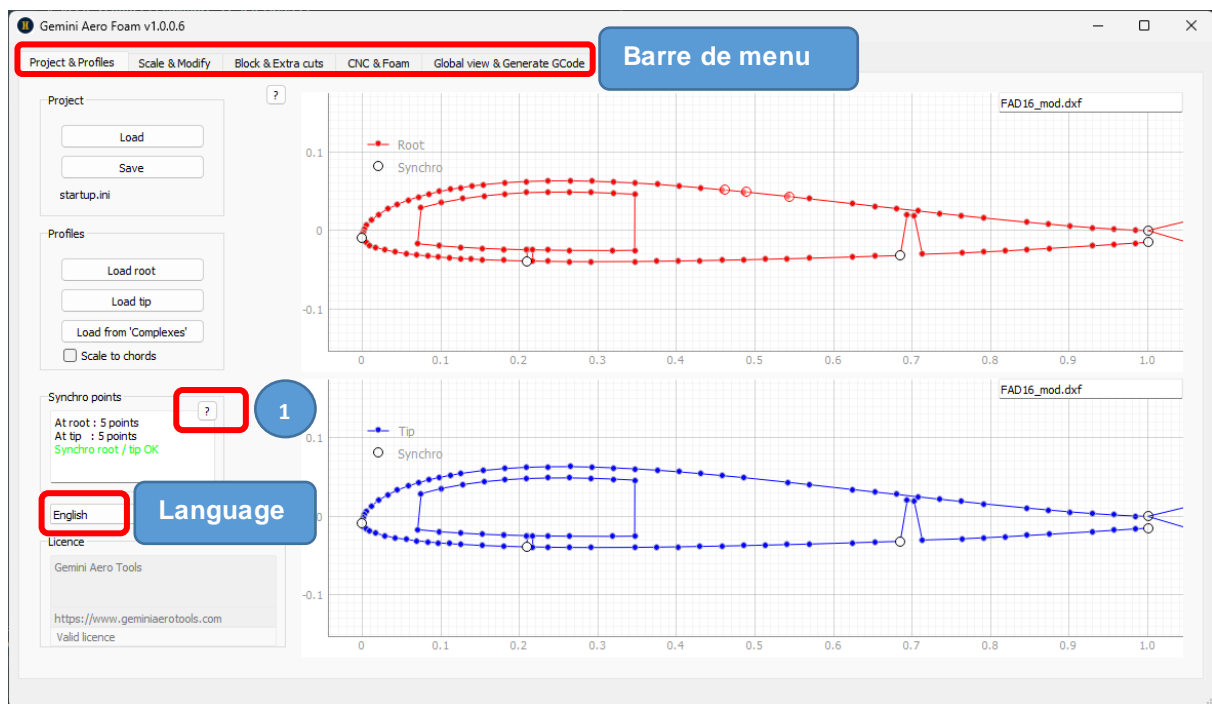 Gemini Aero Foam v1.0.0.6
Barre de menu
Project & Profiles Scale & Modify Block & Extra cuts CNC & Foam Global view & Generate GCode
Project
?
Load
Save
startup.ini
Profiles
Load root
Load tip
Load from 'Complexes'
Scale to chords
Synchro points
?
1
At root : 5 points
At tip : 5 points
Synchro root / tip OK
English
Language
Licence
Gemini Aero Tools
https://www.geminiaerotools.com
Valid licence
FAD16_mod.dxf
Root
Synchro
0.1
0
-0.1
0 0.1 0.2 0.3 0.4 0.5 0.6 0.7 0.8 0.9 1.0
FAD16_mod.dxf
Tip
Synchro
0.1
0
-0.1
0 0.1 0.2 0.3 0.4 0.5 0.6 0.7 0.8 0.9 1.0